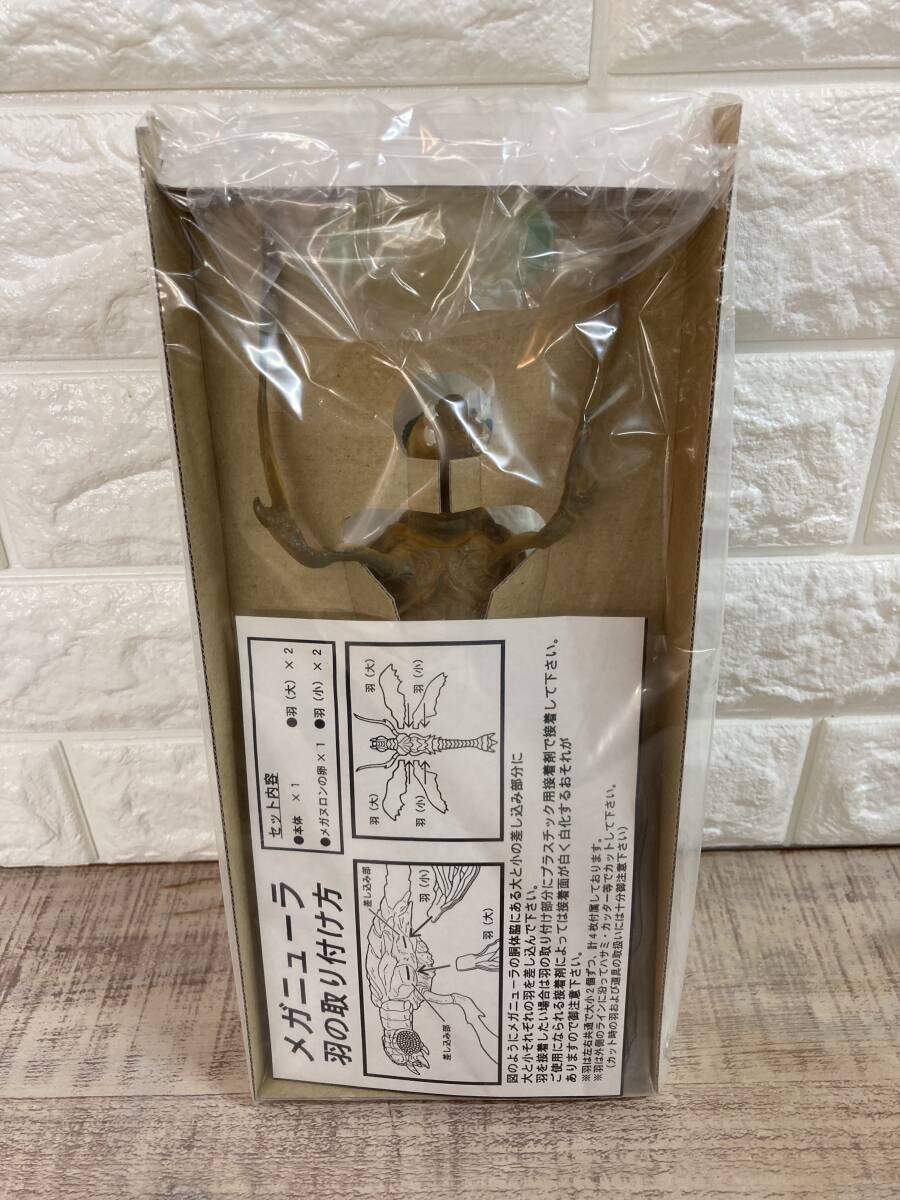 メガニューラ
羽の取り付け方
セット内容
●本体 × 1
●羽（大） × 2
●メガヌロンの卵 × 1
●羽（小） × 2
差し込み部
羽（小）
羽（大）
差し込み部
羽（大）
羽（小）
羽（大）
羽（小）
図のようにメガニューラの胴体脇にある大と小の差し込み部分に
大と小それぞれの羽を差し込んで下さい。
羽を接着したい場合は羽の取り付け部分にプラスチック用接着剤で接着して下さい。
ご使用になられる接着剤によっては接着面が白く白化するおそれが
ありますので御注意下さい。
※羽は左右共通で大小２個ずつ、計４枚付属しております。
※羽は外側のラインに沿ってハサミ・カッター等でカットして下さい。
（カット時の羽および道具の取扱いには十分御注意下さい）